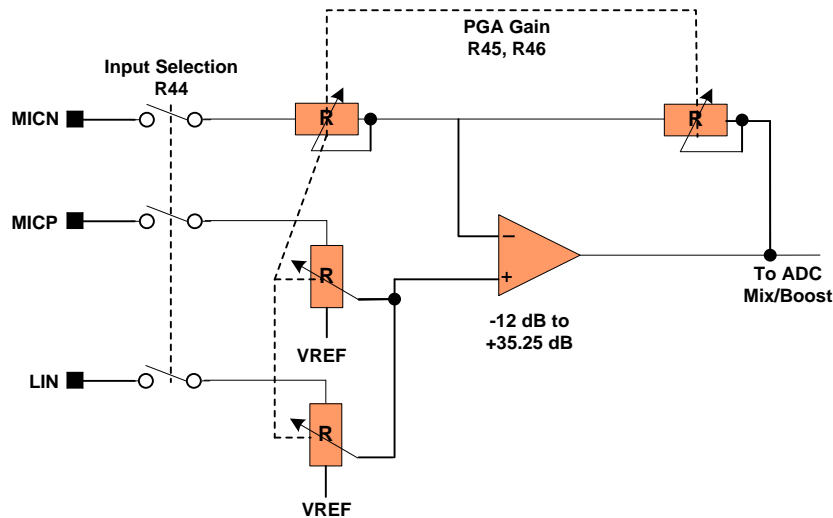 PGA Gain
R45, R46
Input Selection
R44
MICN
R
R
MICP
R
VREF
−
+
-12 dB to
+35.25 dB
To ADC
Mix/Boost
LIN
R
VREF